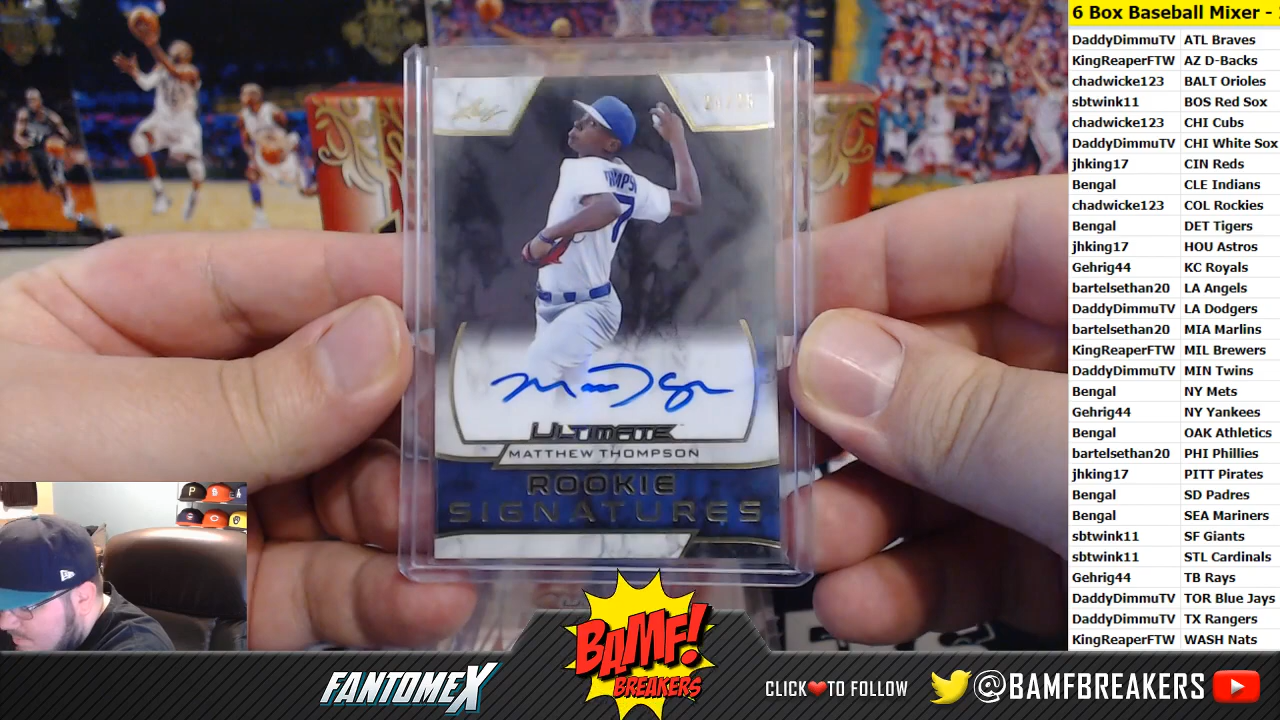 6 Box Baseball Mixer -
DaddyDimmuTV ATL Braves
KingReaperFTW AZ D-Backs
chadwicke123 BALT Orioles
sbtwink11 BOS Red Sox
chadwicke123 CHI Cubs
DaddyDimmuTV CHI White Sox
jhking17 CIN Reds
Bengal CLE Indians
chadwicke123 COL Rockies
Bengal DET Tigers
jhking17 HOU Astros
Gehrig44 KC Royals
bartelsethan20 LA Angels
DaddyDimmuTV LA Dodgers
bartelsethan20 MIA Marlins
KingReaperFTW MIL Brewers
DaddyDimmuTV MIN Twins
Bengal NY Mets
Gehrig44 NY Yankees
Bengal OAK Athletics
bartelsethan20 PHI Phillies
jhking17 PITT Pirates
Bengal SD Padres
Bengal SEA Mariners
sbtwink11 SF Giants
sbtwink11 STL Cardinals
Gehrig44 TB Rays
DaddyDimmuTV TOR Blue Jays
DaddyDimmuTV TX Rangers
KingReaperFTW WASH Nats
Leaf
7
ULTIMATE
MATTHEW THOMPSON
ROOKIE
SIGNATURES
FANTOMEX
BAMF!
BREAKERS
CLICK TO FOLLOW
@BAMFBREAKERS